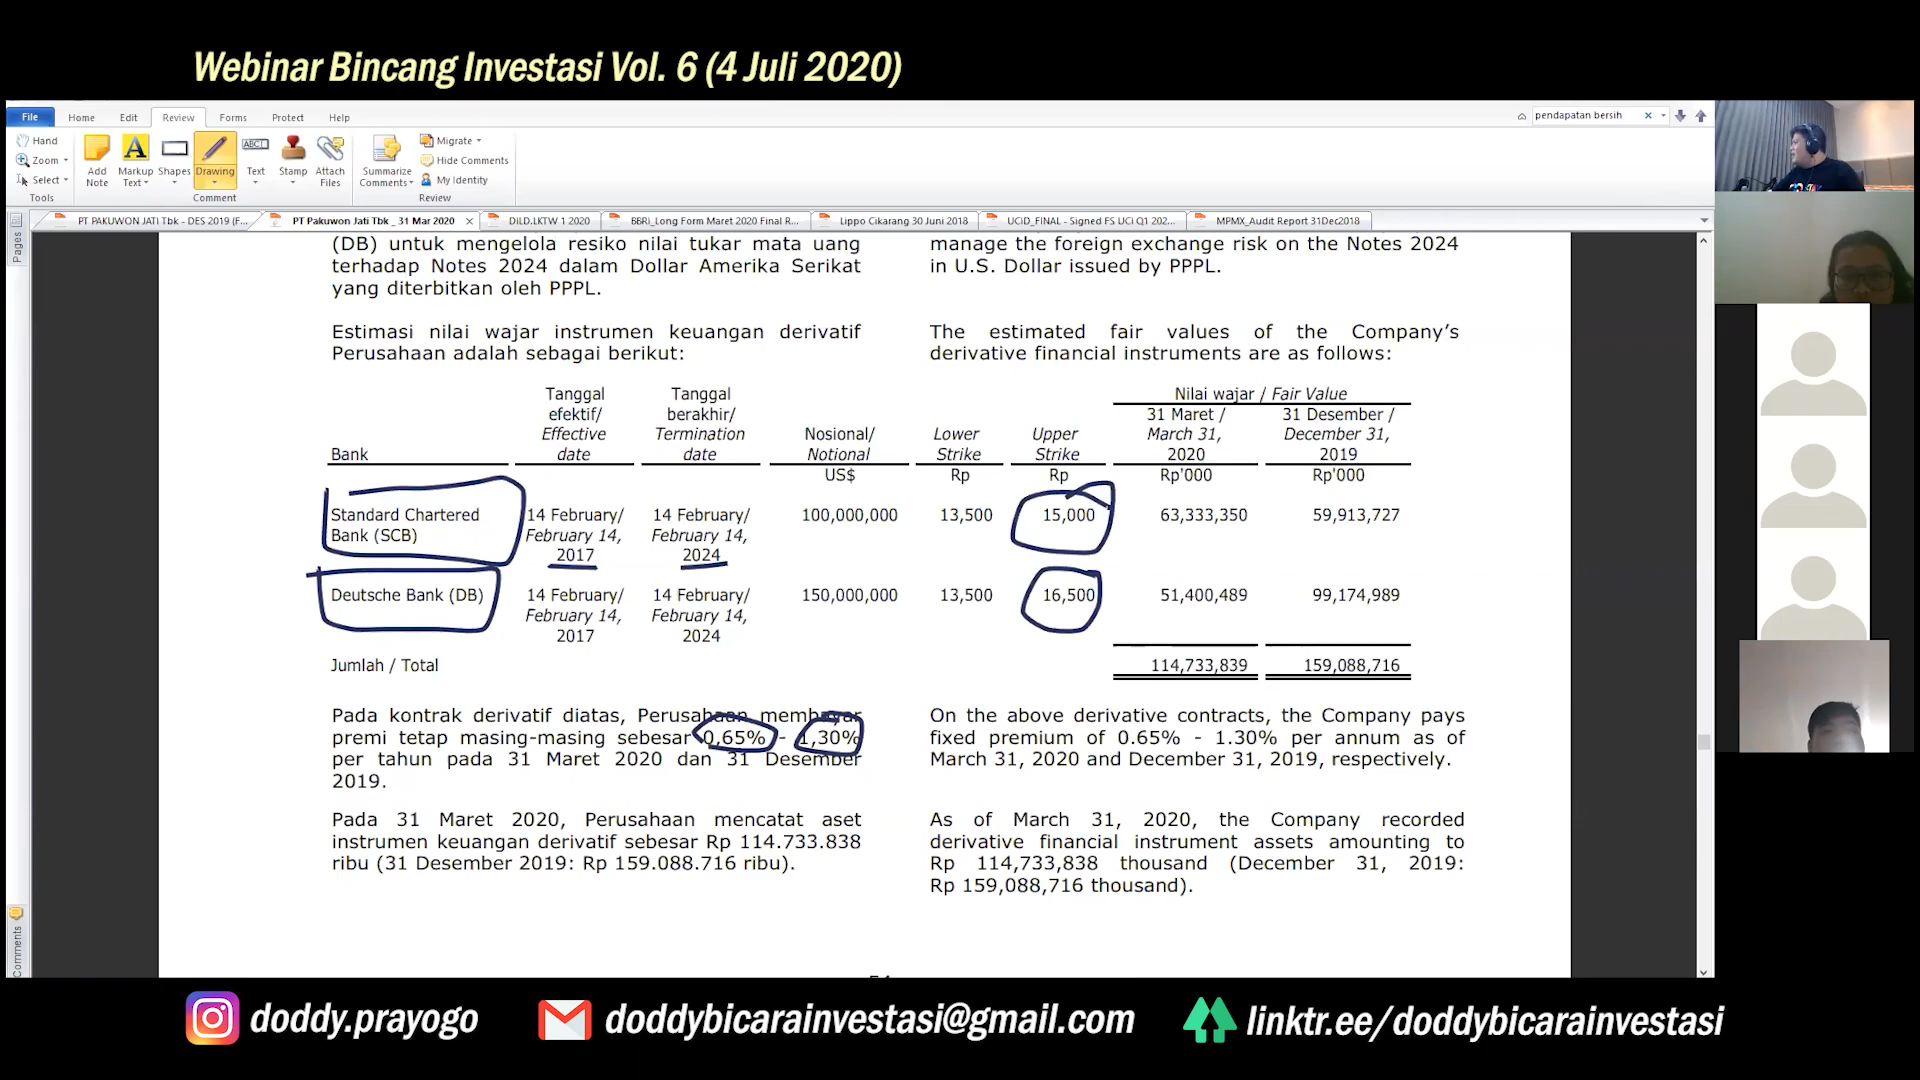 Webinar Bincang Investasi Vol. 6 (4 Juli 2020)
File Home Edit Review Forms Protect Help pendapatan bersih
Hand
Zoom
Select
Tools
Add Note
Markup Text
Shapes
Drawing
Text
Stamp
Attach Files
Comment
Summarize Comments
Migrate
Hide Comments
My Identity
Review
PT PAKUWON JATI Tbk - DES 2019 (F...
PT Pakuwon Jati Tbk _ 31 Mar 2020
DILD.LKTW 1 2020
BBRI_Long Form Maret 2020 Final R...
Lippo Cikarang 30 Juni 2018
UCiD_FINAL - Signed FS UCi Q1 202...
MPMX_Audit Report 31Dec2018
Pages
Comments
(DB) untuk mengelola resiko nilai tukar mata uang
terhadap Notes 2024 dalam Dollar Amerika Serikat
yang diterbitkan oleh PPPL.
manage the foreign exchange risk on the Notes 2024
in U.S. Dollar issued by PPPL.
Estimasi nilai wajar instrumen keuangan derivatif
Perusahaan adalah sebagai berikut:
The estimated fair values of the Company's
derivative financial instruments are as follows:
Tanggal Tanggal Nilai wajar / Fair Value
efektif/ berakhir/ 31 Maret / 31 Desember /
Effective Termination Nosional/ Lower Upper March 31, December 31,
Bank date date Notional Strike Strike 2020 2019
US$ Rp Rp Rp'000 Rp'000
Standard Chartered 14 February/ 14 February/ 100,000,000 13,500 15,000 63,333,350 59,913,727
Bank (SCB) February 14, February 14,
2017 2024
Deutsche Bank (DB) 14 February/ 14 February/ 150,000,000 13,500 16,500 51,400,489 99,174,989
February 14, February 14,
2017 2024
Jumlah / Total 114,733,839 159,088,716
Pada kontrak derivatif diatas, Perusahaan membayar
premi tetap masing-masing sebesar 0,65% - 1,30%
per tahun pada 31 Maret 2020 dan 31 Desember
2019.
On the above derivative contracts, the Company pays
fixed premium of 0.65% - 1.30% per annum as of
March 31, 2020 and December 31, 2019, respectively.
Pada 31 Maret 2020, Perusahaan mencatat aset
instrumen keuangan derivatif sebesar Rp 114.733.838
ribu (31 Desember 2019: Rp 159.088.716 ribu).
As of March 31, 2020, the Company recorded
derivative financial instrument assets amounting to
Rp 114,733,838 thousand (December 31, 2019:
Rp 159,088,716 thousand).
doddy.prayogo doddybicarainvestasi@gmail.com linktr.ee/doddybicarainvestasi